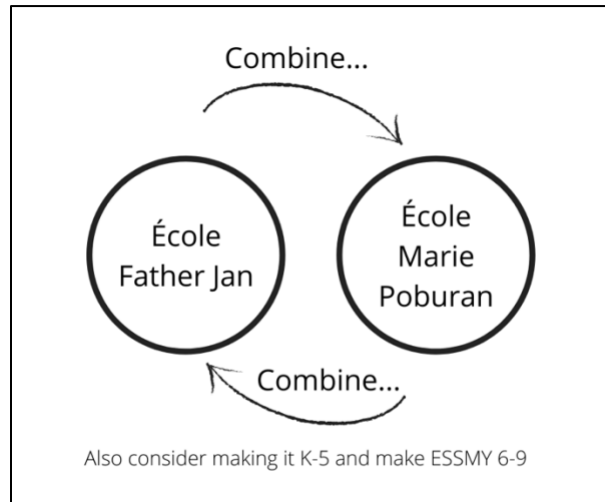 Combine...
École
Father Jan
École
Marie
Poburan
Combine...
Also consider making it K-5 and make ESSMY 6-9